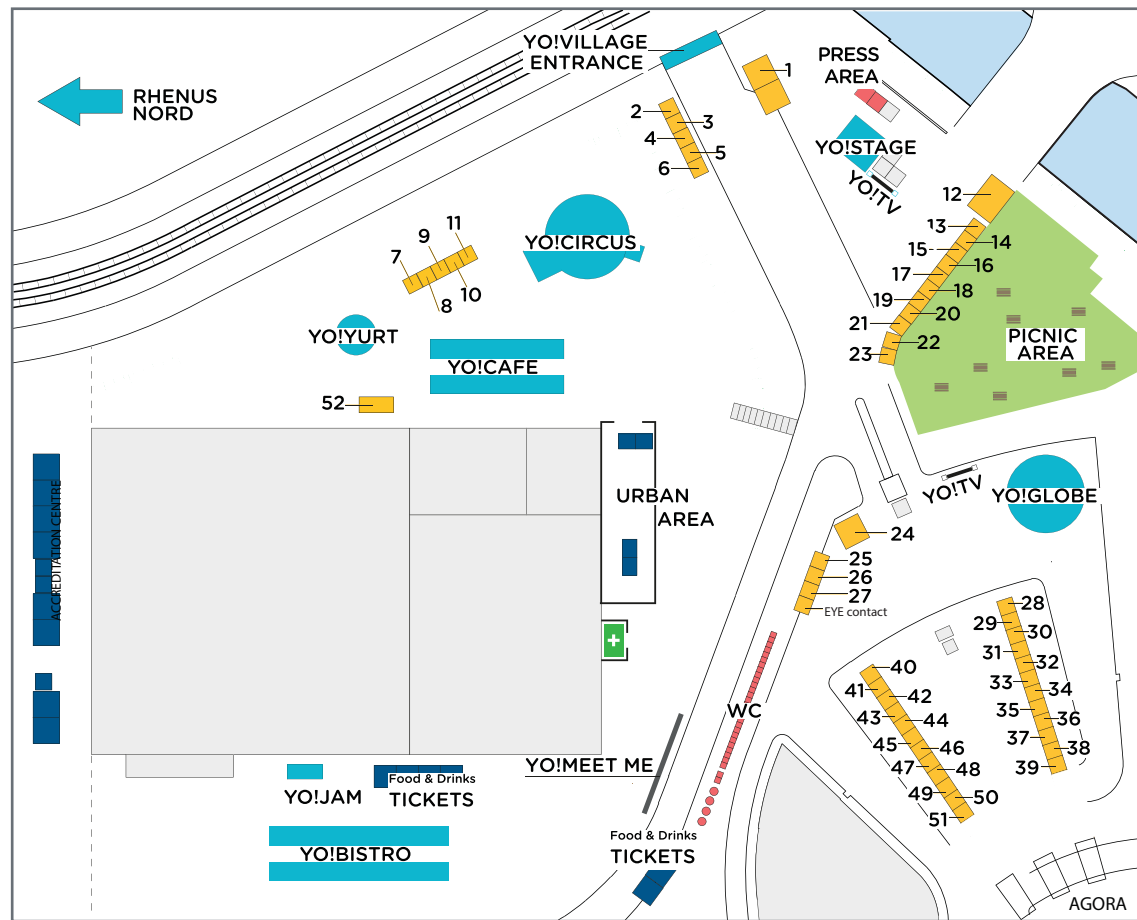 YO!VILLAGE
ENTRANCE
PRESS
AREA
1
RHENUS
NORD
2
3
4
5
6
YO!STAGE
YO!TV
12
13
14
15
16
17
18
19
20
21
22
23
11
9
7
8
10
YO!CIRCUS
YO!YURT
YO!CAFE
PICNIC
AREA
52
URBAN
AREA
YO!TV
YO!GLOBE
24
25
26
27
EYE contact
ACCREDITATION CENTRE
28
29
30
31
32
33
34
35
36
37
38
39
40
41
42
43
44
45
46
47
48
49
50
51
WC
YO!MEET ME
YO!JAM
Food & Drinks
TICKETS
YO!BISTRO
Food & Drinks
TICKETS
AGORA